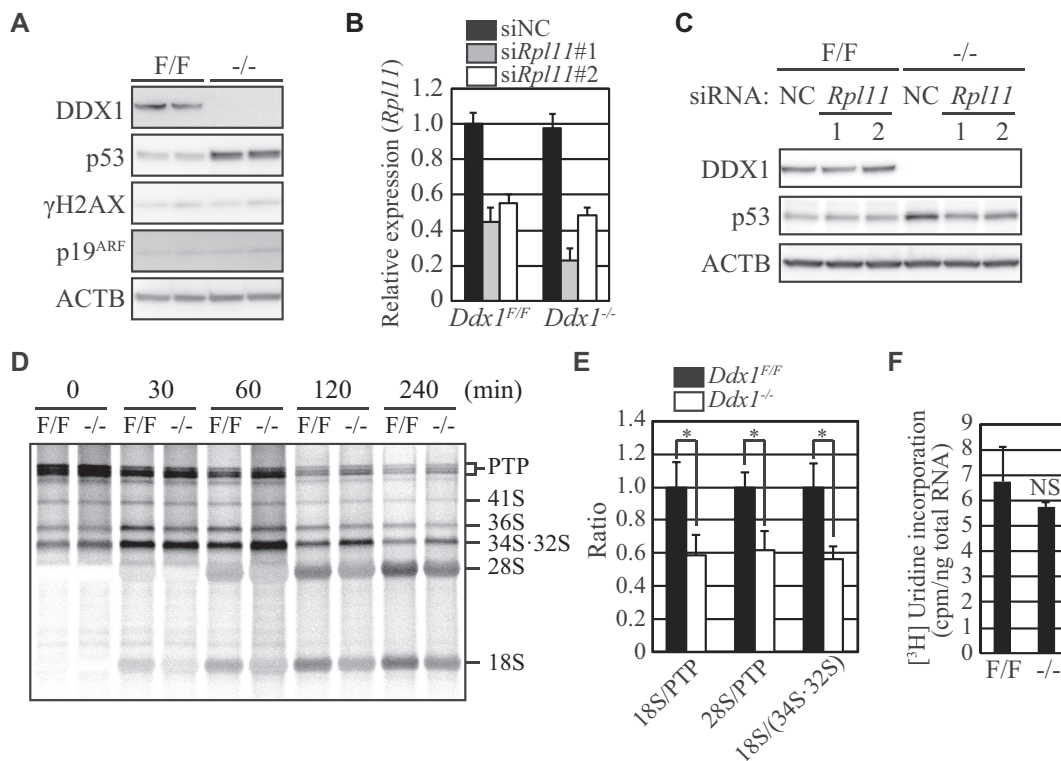 A
F/F -/-
DDX1
p53
γH2AX
p19ARF
ACTB
B
siNC
siRpl11#1
siRpl11#2
Relative expression (Rpl11)
1.2
1.0
0.8
0.6
0.4
0.2
0
Ddx1F/F Ddx1-/-
C
F/F -/-
siRNA: NC Rpl11 NC Rpl11
1 2 1 2
DDX1
p53
ACTB
D
0 30 60 120 240 (min)
F/F -/- F/F -/- F/F -/- F/F -/- F/F -/-
PTP
41S
36S
34S·32S
28S
18S
E
Ddx1F/F
Ddx1-/-
Ratio
1.4
1.2
1.0
0.8
0.6
0.4
0.2
0
* * *
18S/PTP
28S/PTP
18S/(34S·32S)
F
[3H] Uridine incorporation
(cpm/ng total RNA)
9
8
7
6
5
4
3
2
1
0
NS
F/F -/-